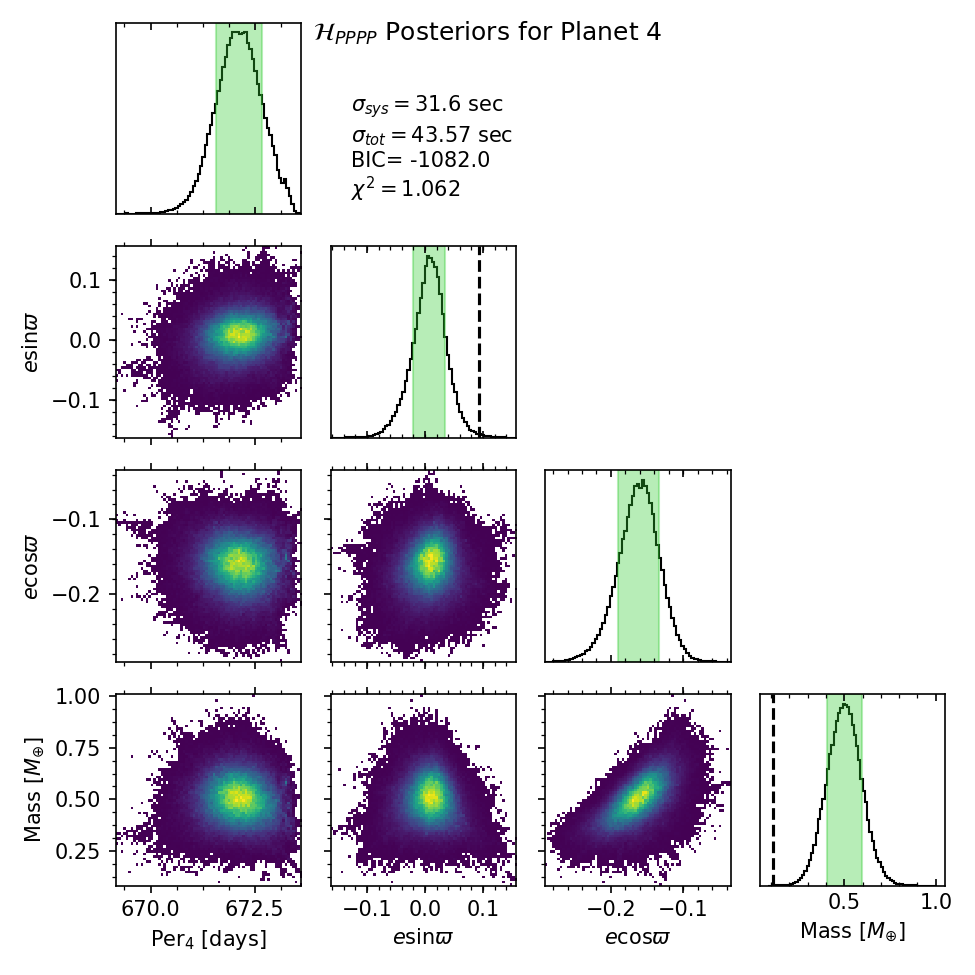 𝓗_PPPP Posteriors for Planet 4
σ_sys = 31.6 sec
σ_tot = 43.57 sec
BIC= -1082.0
χ² = 1.062
0.1
0.0
−0.1
esinϖ
−0.1
−0.2
ecosϖ
1.00
0.75
0.50
0.25
Mass [M⊕]
670.0 672.5
Per₄ [days]
−0.1 0.0 0.1
esinϖ
−0.2 −0.1
ecosϖ
0.5 1.0
Mass [M⊕]